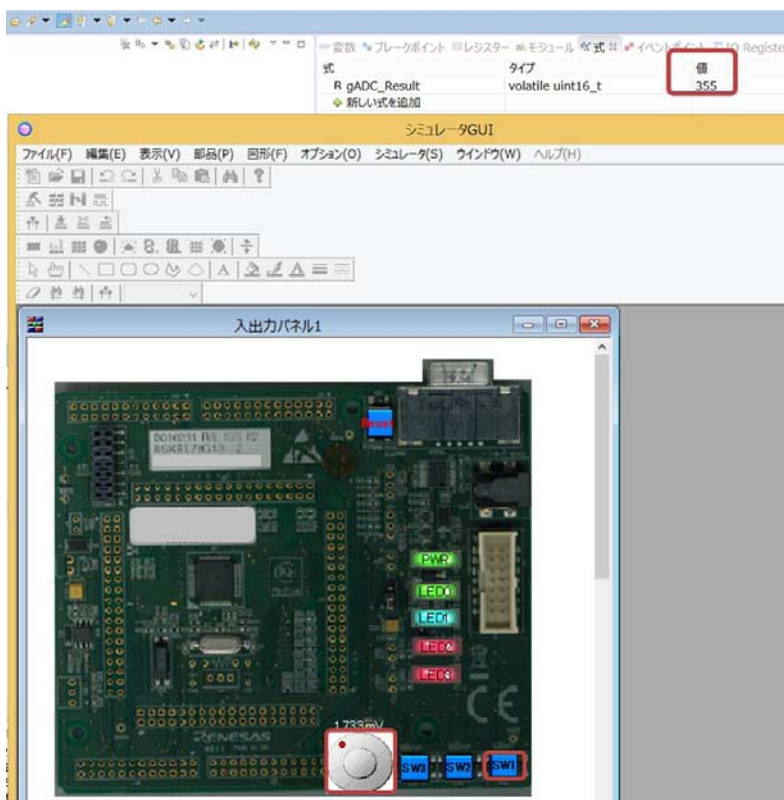 変数 ブレークポイント レジスター モジュール 式 イベントポイント IO Register
式 タイプ 値
gADC_Result volatile uint16_t 355
新しい式を追加
シミュレータGUI
ファイル(F) 編集(E) 表示(V) 部品(P) 図形(F) オプション(O) シミュレータ(S) ウインドウ(W) ヘルプ(H)
入出力パネル1
Reset
PWR
LED0
LED1
LED2
LED3
RENESAS
SW3 SW2 SW1